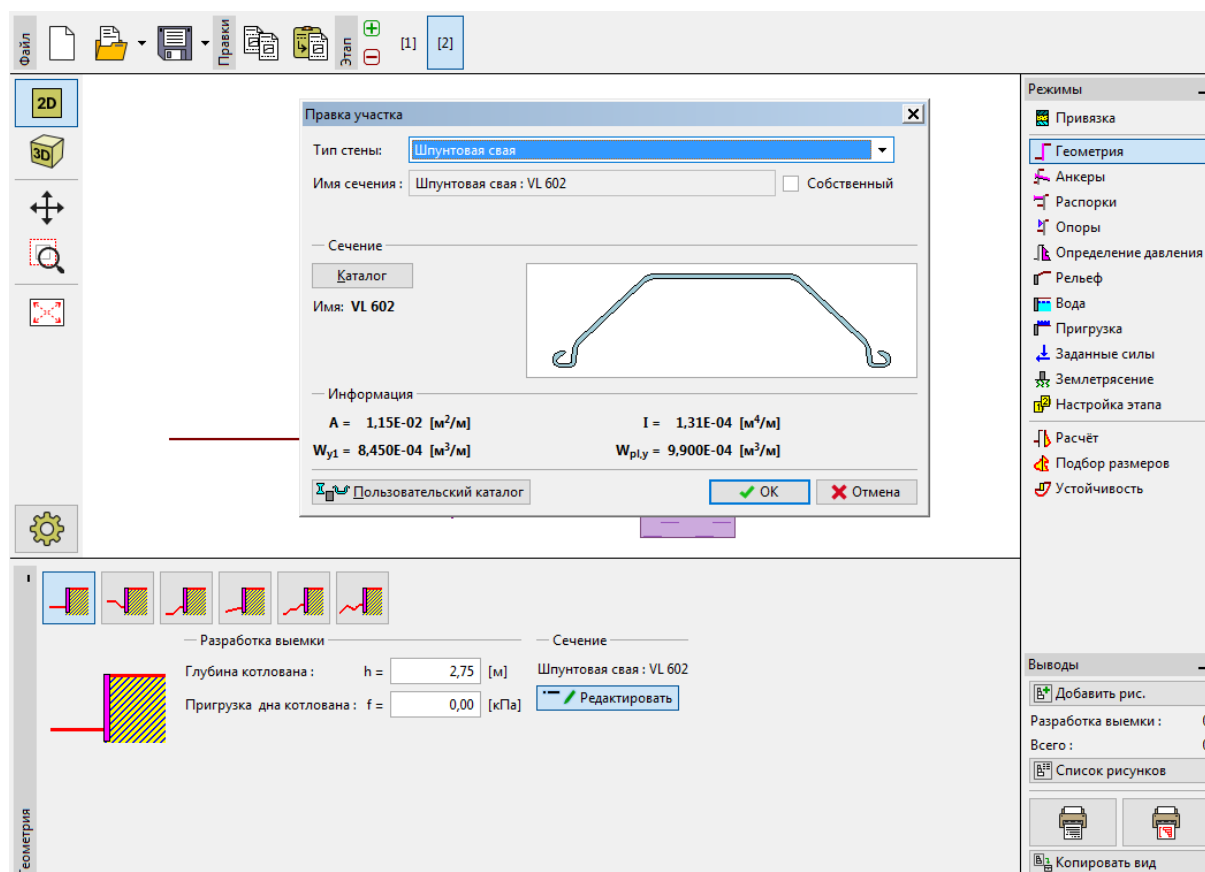 Файл
Правки
Этап
[1]
[2]
2D
3D
Правка участка
Тип стены:
Шпунтовая свая
Имя сечения :
Шпунтовая свая : VL 602
Собственный
Сечение
Каталог
Имя: VL 602
Информация
A = 1,15E-02 [м²/м]
I = 1,31E-04 [м⁴/м]
Wy1 = 8,450E-04 [м³/м]
Wpl,y = 9,900E-04 [м³/м]
Пользовательский каталог
OK
Отмена
Режимы
Привязка
Геометрия
Анкеры
Распорки
Опоры
Определение давления
Рельеф
Вода
Пригрузка
Заданные силы
Землетрясение
Настройка этапа
Расчёт
Подбор размеров
Устойчивость
Разработка выемки
Глубина котлована : h = 2,75 [м]
Пригрузка дна котлована : f = 0,00 [кПа]
Сечение
Шпунтовая свая : VL 602
Редактировать
Выводы
Добавить рис.
Разработка выемки :
Всего :
Список рисунков
Копировать вид